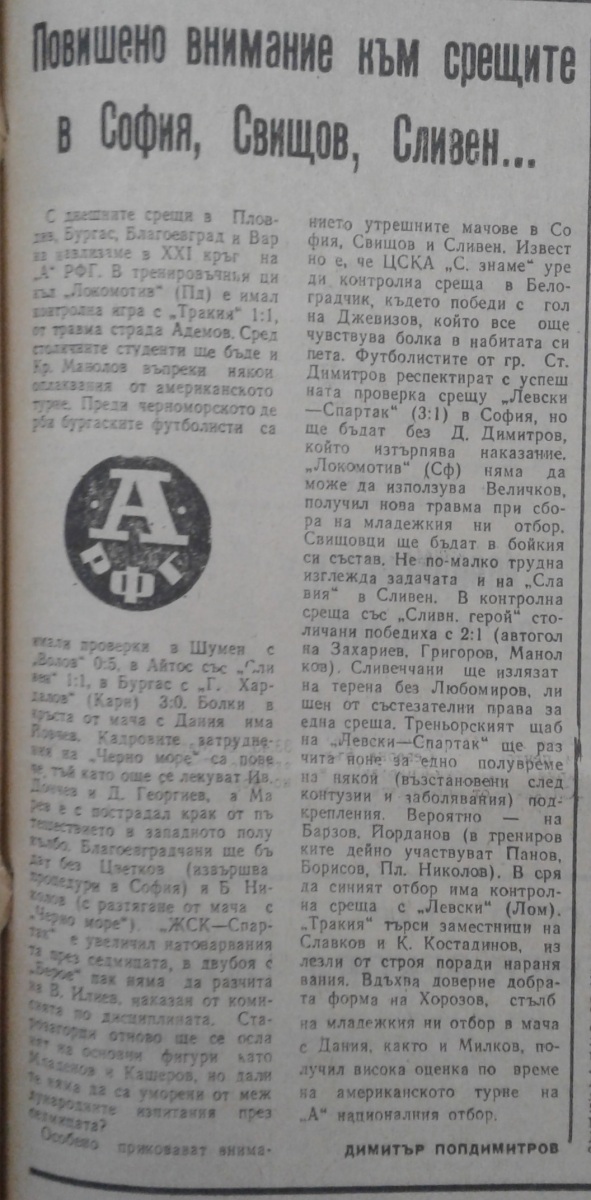 Повишено внимание към срещите
в София, Свищов, Сливен...
С днешните срещи в Плов-
див, Бургас, Благоевград и Вар
на навлизаме в XXI кръг на
„А" РФГ. В тренировъчния ци
къл „Локомотив" (Пд) е имал
контролна игра с „Тракия" 1:1,
от травма страда Адемов. Сред
столичните студенти ще бъде и
Кр. Манолов въпреки някои
оплаквания от американското
турне. Преди черноморското де
рби бургаските футболисти са
А
РФГ
имали проверки в Шумен с
„Волов" 0:5, в Айтос със „Сли
вен" 1:1, в Бургас с „Г. Хар-
далов" (Карн) 3:0. Болки в
кръста от мача с Дания има
Йовчев. Кадровите затрудне-
ния на „Черно море" са пове
че, тъй като още се лекуват Ив.
Дончев и Д. Георгиев, а Ма
рев е с пострадал крак от пъ
тешествието в западното полу
кълбо. Благоевградчани ще бъ
дат без Цветков (извършва
процедури в София) и Б. Ни-
колов (с разтягане от мача с
„Черно море"). „ЖСК—Спар-
так" е увеличил натоварвания
та през седмицата, в двубоя с
„Берое" пак няма да разчита
на В. Илиев, наказан от коми-
сията по дисциплината. Ста-
розагорци отново ще се осла
нят на основни фигури като
Младенов и Кашеров, но дали
те няма да са уморени от меж
дународните изпитания през
седмицата?
Особено приковават внима-
нието утрешните мачове в Со
фия, Свищов и Сливен. Извест
но е, че ЦСКА „С. знаме" уре
ди контролна среща в Бело-
градчик, където победи с гол
на Джевизов, който все още
чувствува болка в набитата си
пета. Футболистите от гр. Ст.
Димитров респектират с успеш
ната проверка срещу „Левски
—Спартак" (3:1) в София, но
ще бъдат без Д. Димитров,
който изтърпява наказание.
„Локомотив" (Сф) няма да
може да използува Величков,
получил нова травма при сбо-
ра на младежкия ни отбор.
Свищовци ще бъдат в бойкия
си състав. Не по-малко трудна
изглежда задачата и на „Сла
вия" в Сливен. В контролна
среща със „Сливн. герой" сто-
личани победиха с 2:1 (автогол
на Захариев, Григоров, Манол
ков). Сливенчани ще излязат
на терена без Любомиров, ли
шен от състезателни права за
една среща. Треньорският щаб
на „Левски—Спартак" ще раз
чита поне за едно полувреме
на някой (възстановени след
контузии и заболявания) под-
крепления. Вероятно — на
Барзов, Йорданов (в трениров
ките дейно участвуват Панов,
Борисов, Пл. Николов). В сря
да синият отбор има контрол-
на среща с „Левски" (Лом).
„Тракия" търси заместници на
Славков и К. Костадинов, из
лезли от строя поради нараня
вания. Вдъхва доверие добра-
та форма на Хорозов, стълб
на младежкия ни отбор в мача
с Дания, както и Милков, по-
лучил висока оценка по време
на американското турне на
„А" националния отбор.
ДИМИТЪР ПОПДИМИТРОВ